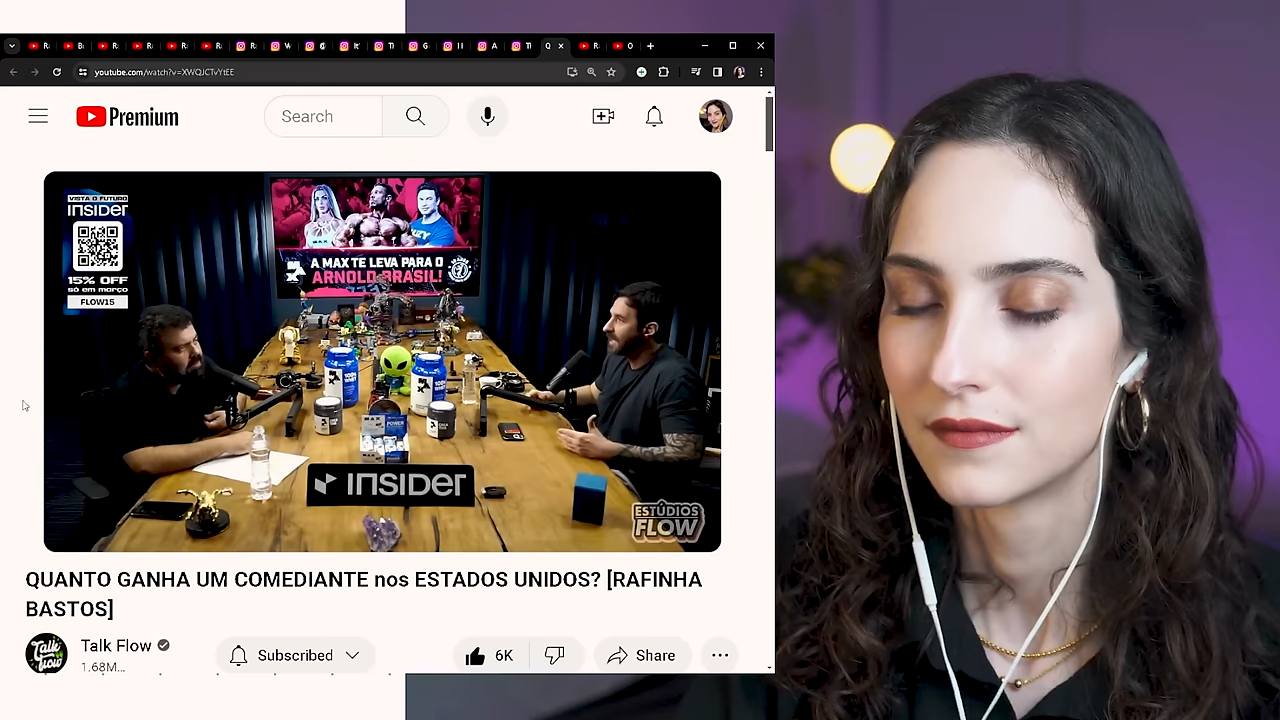 youtube.com/watch?v=XWQJCTvYtEE
Premium
Search
VISTA O FUTURO
INSIDER
15% OFF
só em março
FLOW15
A MAX TE LEVA PARA O
ARNOLD BRASIL!
INSIDER
ESTÚDIOS
FLOW
QUANTO GANHA UM COMEDIANTE nos ESTADOS UNIDOS? [RAFINHA
BASTOS]
Talk Flow
1.68M...
Subscribed
6K
Share